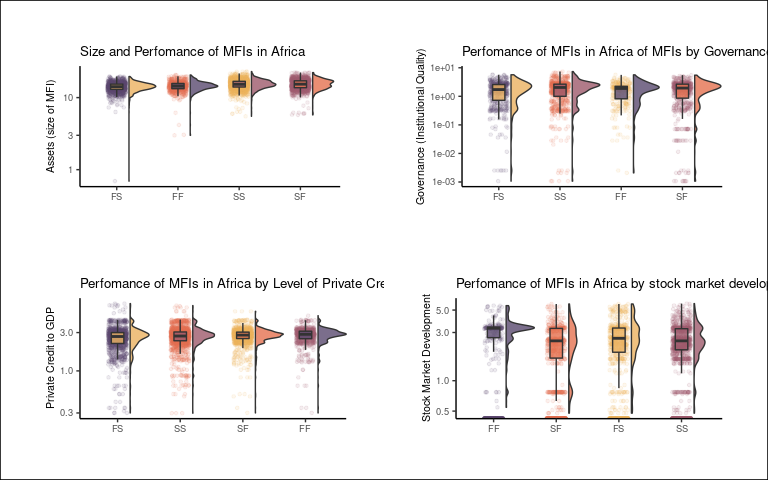 Size and Perfomance of MFIs in Africa
Assets (size of MFI)
10
3
1
FS FF SS SF
Perfomance of MFIs in Africa of MFIs by Governance
Governance (Institutional Quality)
1e+01
1e+00
1e-01
1e-02
1e-03
FS SS FF SF
Perfomance of MFIs in Africa by Level of Private Cre
Private Credit to GDP
3.0
1.0
0.3
FS SS SF FF
Perfomance of MFIs in Africa by stock market develop
Stock Market Development
5.0
3.0
1.0
0.5
FF SF FS SS